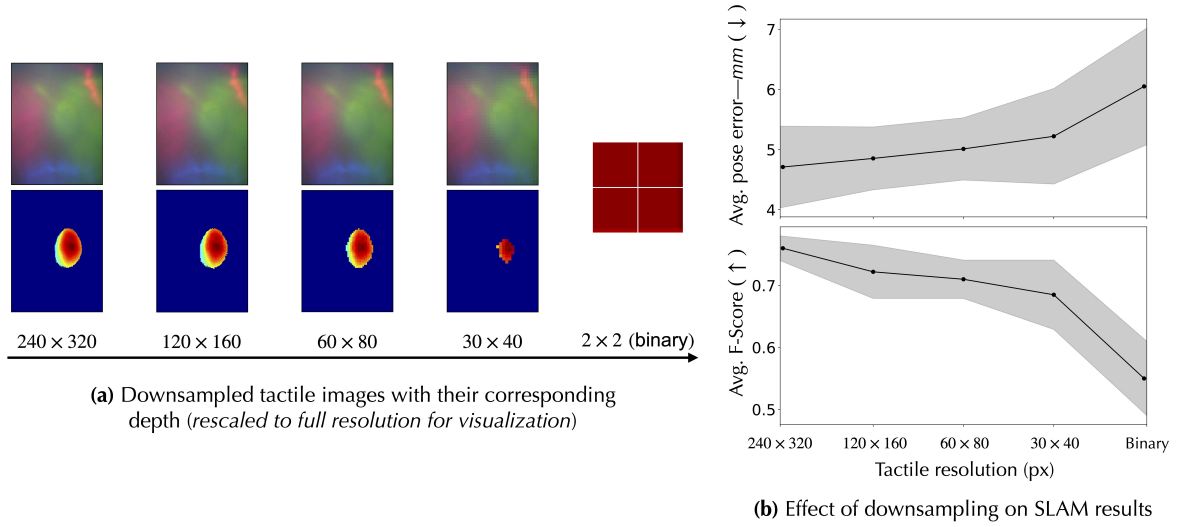 240 × 320
120 × 160
60 × 80
30 × 40
2 × 2 (binary)
(a) Downsampled tactile images with their corresponding
depth (rescaled to full resolution for visualization)
Avg. pose error—mm ( ↓ )
7
6
5
4
Avg. F-Score ( ↑ )
0.7
0.6
0.5
240 × 320
120 × 160
60 × 80
30 × 40
Binary
Tactile resolution (px)
(b) Effect of downsampling on SLAM results